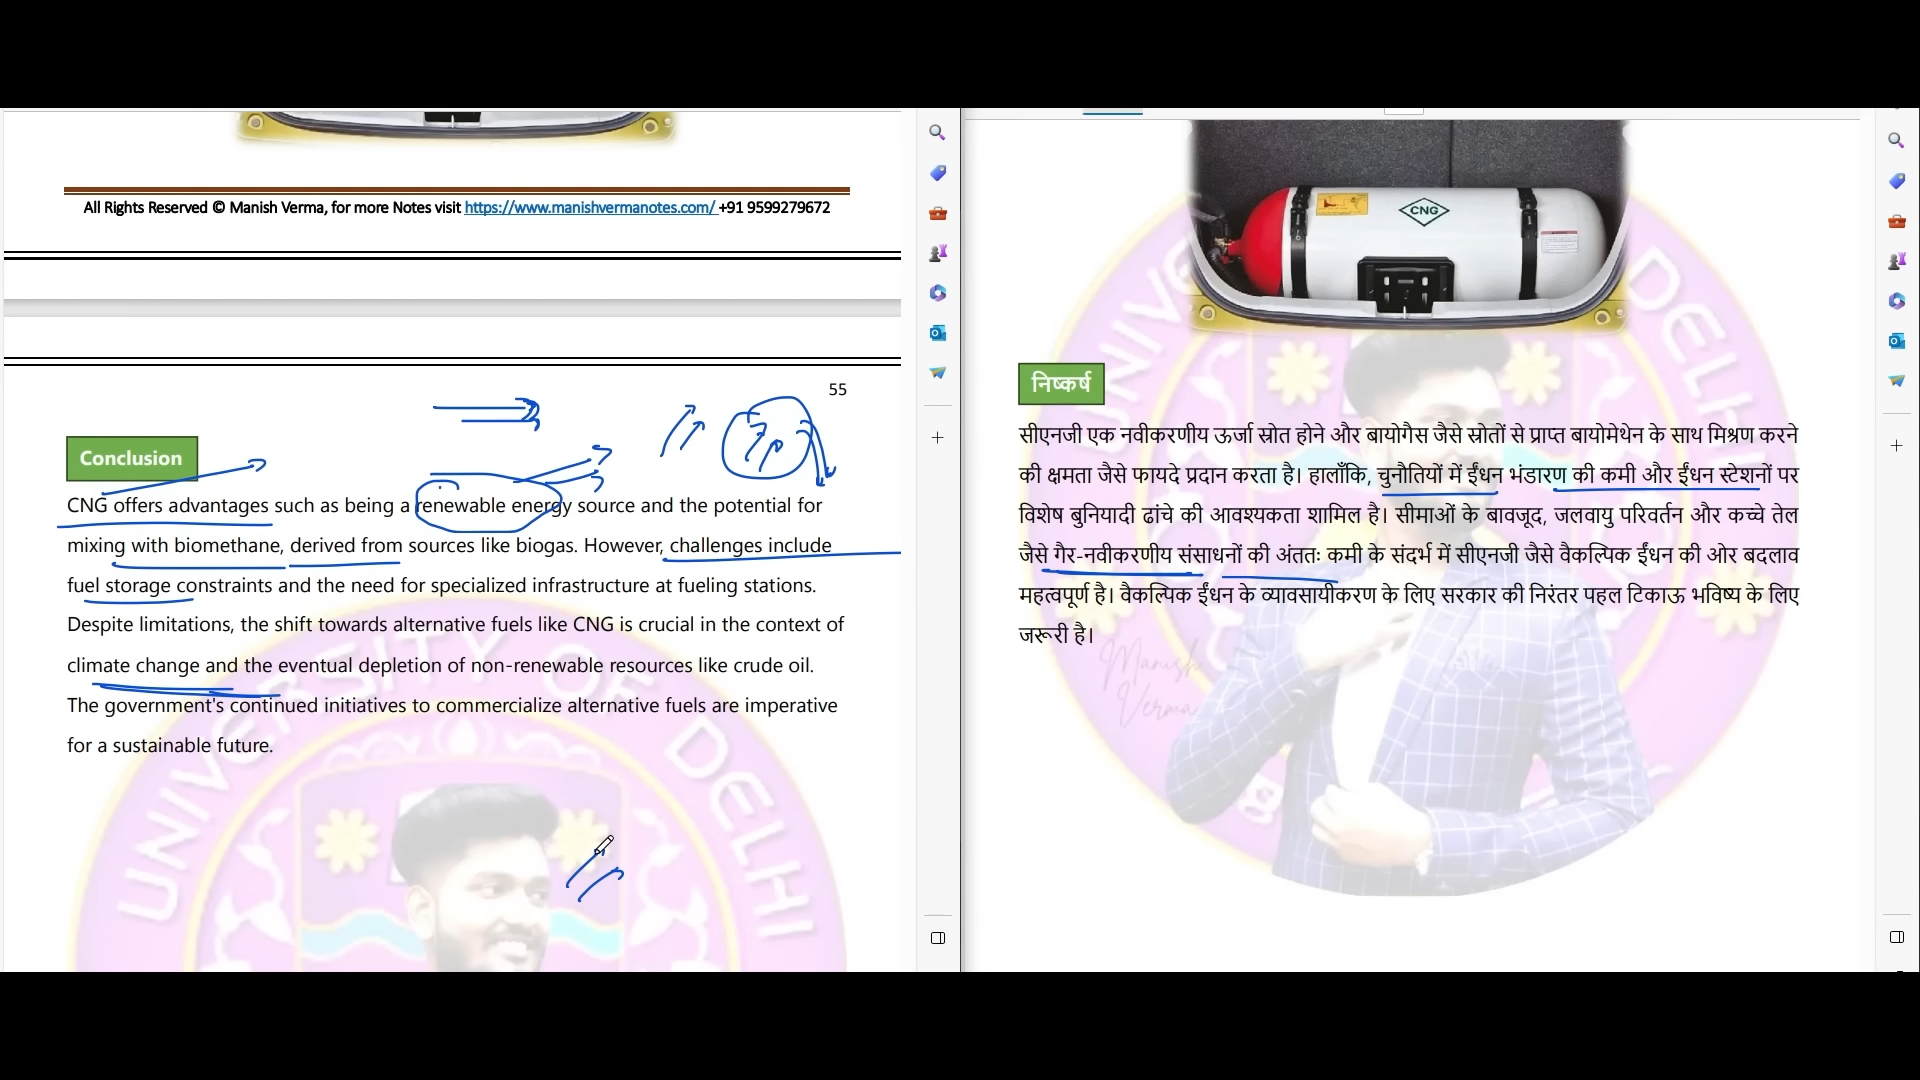 All Rights Reserved © Manish Verma, for more Notes visit https://www.manishvermanotes.com/ +91 9599279672
55
Conclusion
CNG offers advantages such as being a renewable energy source and the potential for
mixing with biomethane, derived from sources like biogas. However, challenges include
fuel storage constraints and the need for specialized infrastructure at fueling stations.
Despite limitations, the shift towards alternative fuels like CNG is crucial in the context of
climate change and the eventual depletion of non-renewable resources like crude oil.
The government's continued initiatives to commercialize alternative fuels are imperative
for a sustainable future.
UNIVERSITY OF DELHI
CNG
निष्कर्ष
सीएनजी एक नवीकरणीय ऊर्जा स्रोत होने और बायोगैस जैसे स्रोतों से प्राप्त बायोमेथेन के साथ मिश्रण करने
की क्षमता जैसे फायदे प्रदान करता है। हालाँकि, चुनौतियों में ईंधन भंडारण की कमी और ईंधन स्टेशनों पर
विशेष बुनियादी ढांचे की आवश्यकता शामिल है। सीमाओं के बावजूद, जलवायु परिवर्तन और कच्चे तेल
जैसे गैर-नवीकरणीय संसाधनों की अंततः कमी के संदर्भ में सीएनजी जैसे वैकल्पिक ईंधन की ओर बदलाव
महत्वपूर्ण है। वैकल्पिक ईंधन के व्यावसायीकरण के लिए सरकार की निरंतर पहल टिकाऊ भविष्य के लिए
जरूरी है।
Manish
Verma
DELHI